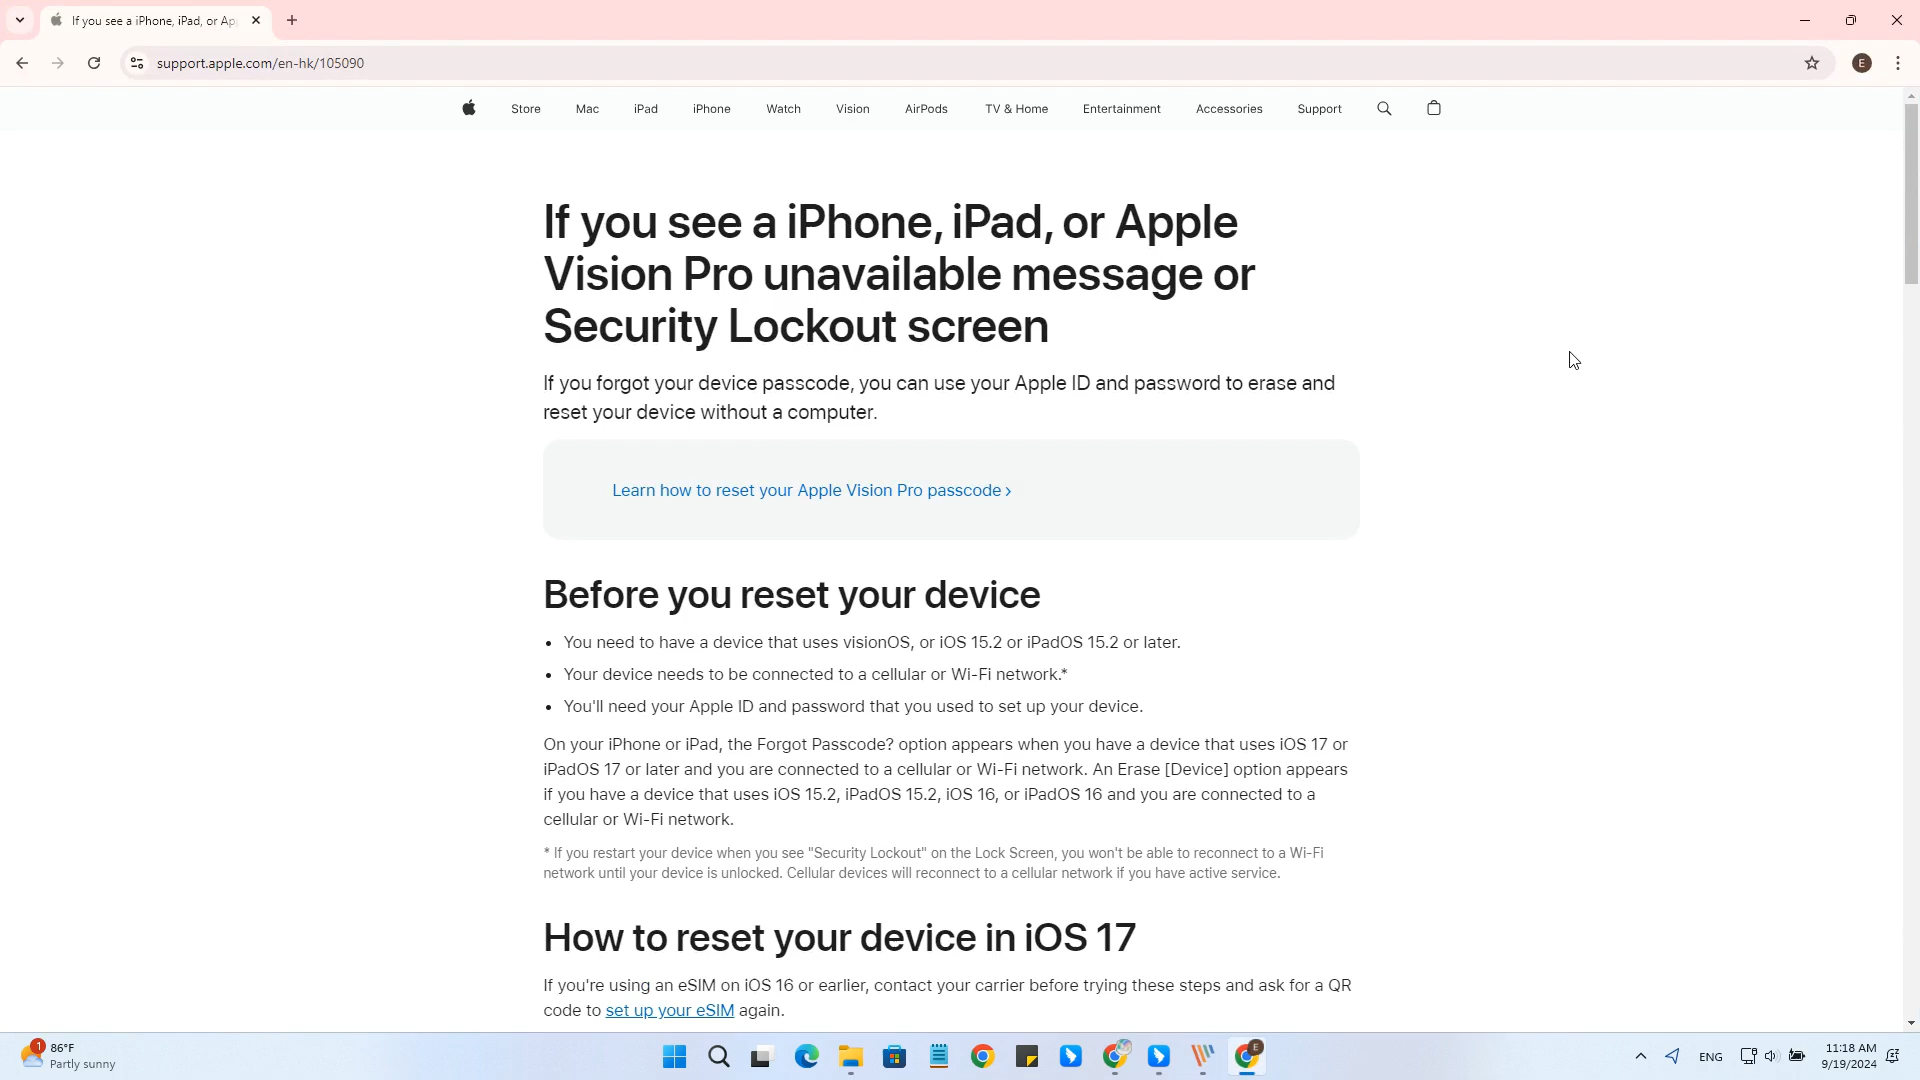 If you see a iPhone, iPad, or Ap
support.apple.com/en-hk/105090
E
Store Mac iPad iPhone Watch Vision AirPods TV & Home Entertainment Accessories Support
If you see a iPhone, iPad, or Apple
Vision Pro unavailable message or
Security Lockout screen
If you forgot your device passcode, you can use your Apple ID and password to erase and
reset your device without a computer.
Learn how to reset your Apple Vision Pro passcode ›
Before you reset your device
• You need to have a device that uses visionOS, or iOS 15.2 or iPadOS 15.2 or later.
• Your device needs to be connected to a cellular or Wi-Fi network.*
• You'll need your Apple ID and password that you used to set up your device.
On your iPhone or iPad, the Forgot Passcode? option appears when you have a device that uses iOS 17 or
iPadOS 17 or later and you are connected to a cellular or Wi-Fi network. An Erase [Device] option appears
if you have a device that uses iOS 15.2, iPadOS 15.2, iOS 16, or iPadOS 16 and you are connected to a
cellular or Wi-Fi network.
* If you restart your device when you see "Security Lockout" on the Lock Screen, you won't be able to reconnect to a Wi-Fi
network until your device is unlocked. Cellular devices will reconnect to a cellular network if you have active service.
How to reset your device in iOS 17
If you're using an eSIM on iOS 16 or earlier, contact your carrier before trying these steps and ask for a QR
code to set up your eSIM again.
1
86°F
Partly sunny
E
ENG
11:18 AM
9/19/2024